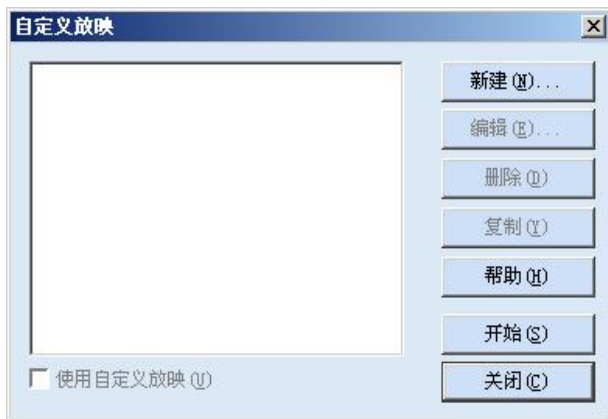 自定义放映
新建(N)...
编辑(E)...
删除(D)
复制(Y)
帮助(H)
开始(S)
使用自定义放映(U)
关闭(C)